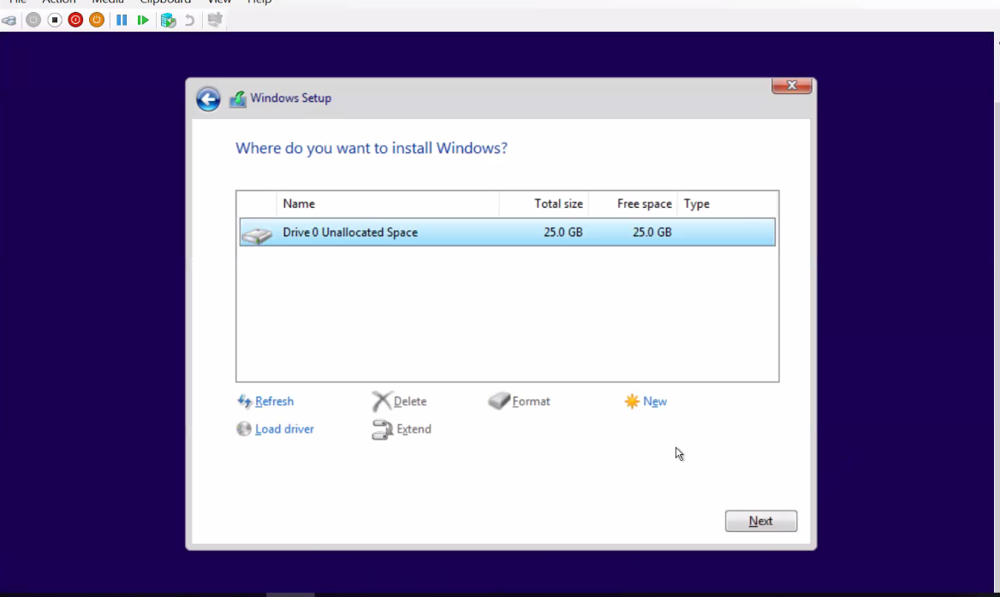 File Action Media Clipboard View Help
Windows Setup
Where do you want to install Windows?
Name Total size Free space Type
Drive 0 Unallocated Space 25.0 GB 25.0 GB
Refresh Delete Format New
Load driver Extend
Next